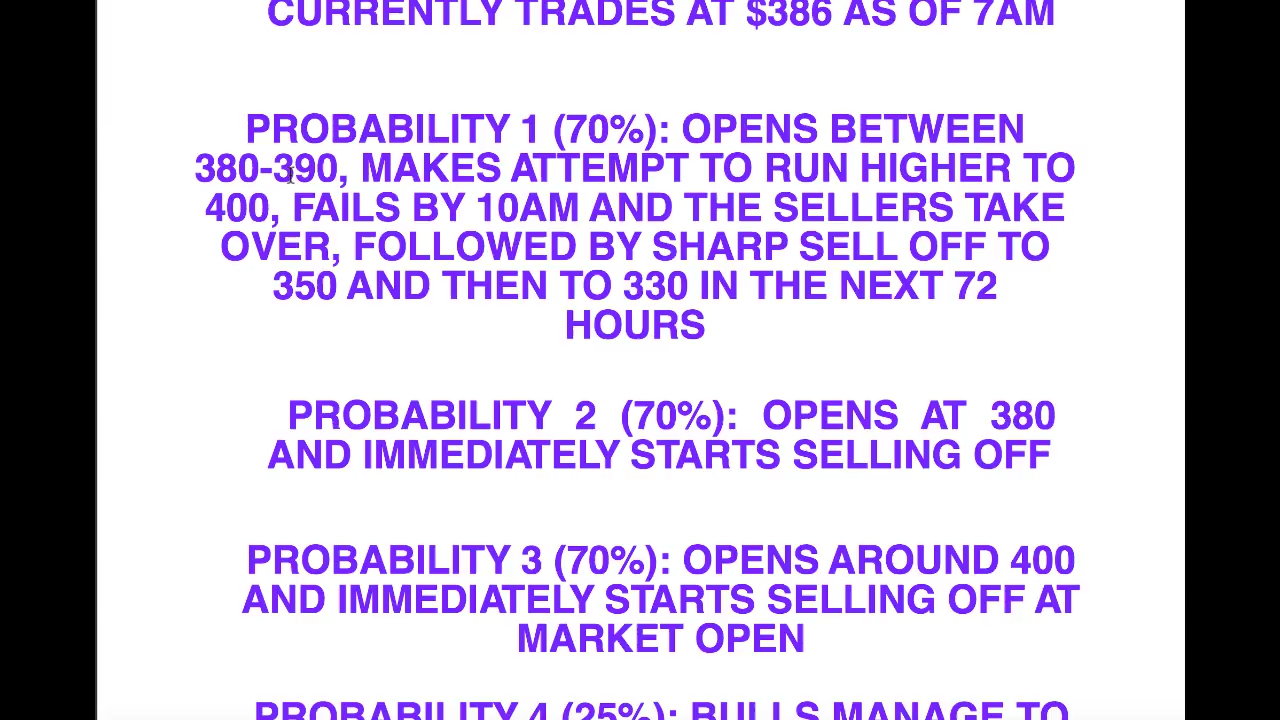 CURRENTLY TRADES AT $386 AS OF 7AM
PROBABILITY 1 (70%): OPENS BETWEEN
380-390, MAKES ATTEMPT TO RUN HIGHER TO
400, FAILS BY 10AM AND THE SELLERS TAKE
OVER, FOLLOWED BY SHARP SELL OFF TO
350 AND THEN TO 330 IN THE NEXT 72
HOURS
PROBABILITY 2 (70%): OPENS AT 380
AND IMMEDIATELY STARTS SELLING OFF
PROBABILITY 3 (70%): OPENS AROUND 400
AND IMMEDIATELY STARTS SELLING OFF AT
MARKET OPEN
PROBABILITY 4 (25%): BULLS MANAGE TO